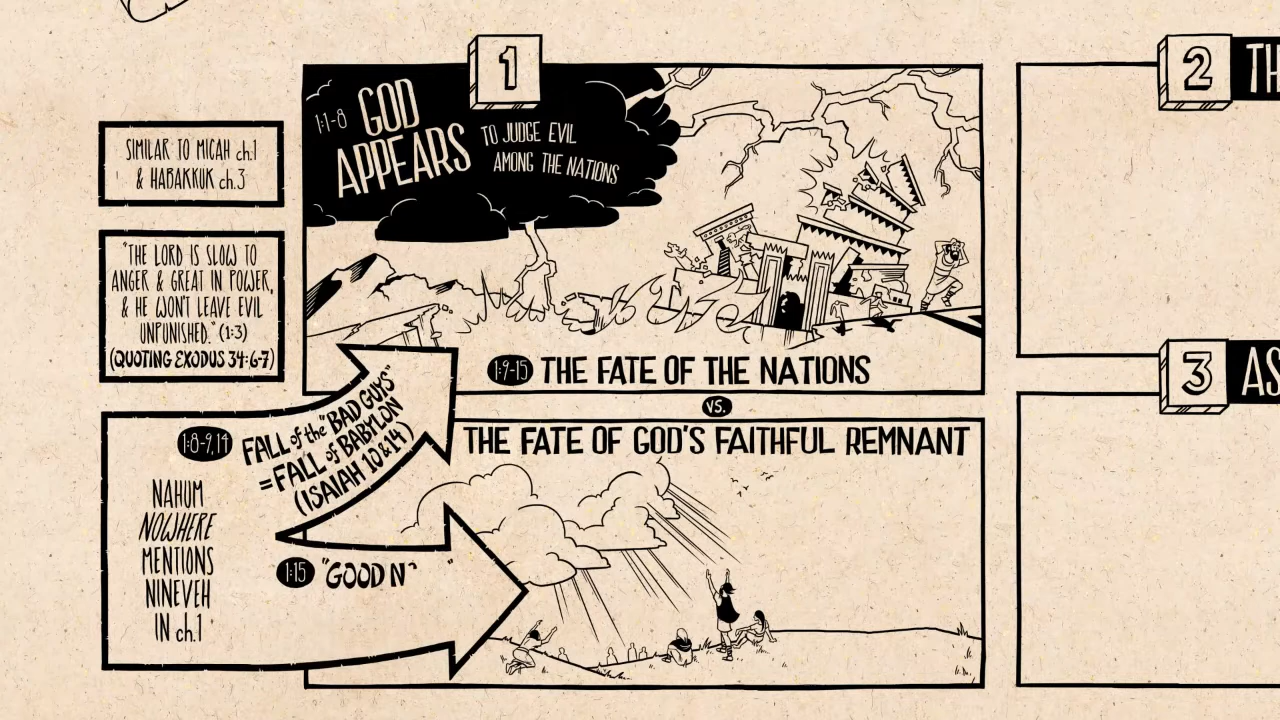 1
1:1-8 GOD
APPEARS
TO JUDGE EVIL
AMONG THE NATIONS
SIMILAR TO MICAH ch.1
& HABAKKUK ch.3
"THE LORD IS SLOW TO
ANGER & GREAT IN POWER,
& HE WON'T LEAVE EVIL
UNPUNISHED." (1:3)
(QUOTING EXODUS 34:6-7)
1:9-15 THE FATE OF THE NATIONS
VS.
THE FATE OF GOD'S FAITHFUL REMNANT
1:8-9,14 FALL of the "BAD GUYS"
=FALL of BABYLON
(ISAIAH 10&14)
NAHUM
NOWHERE
MENTIONS
NINEVEH
IN ch.1
1:15 "GOOD N "
2 TH
3 AS